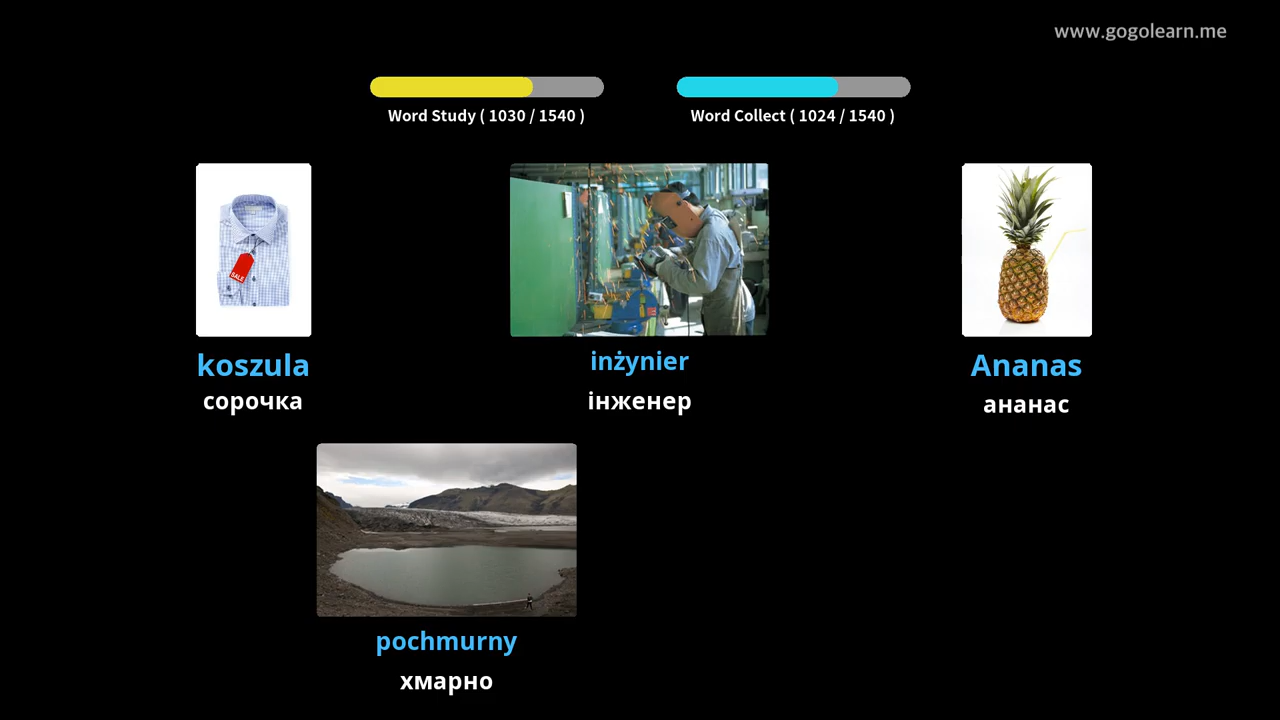 www.gogolearn.me
Word Study ( 1030 / 1540 )
Word Collect ( 1024 / 1540 )
SALE
koszula
сорочка
inżynier
інженер
Ananas
ананас
pochmurny
хмарно